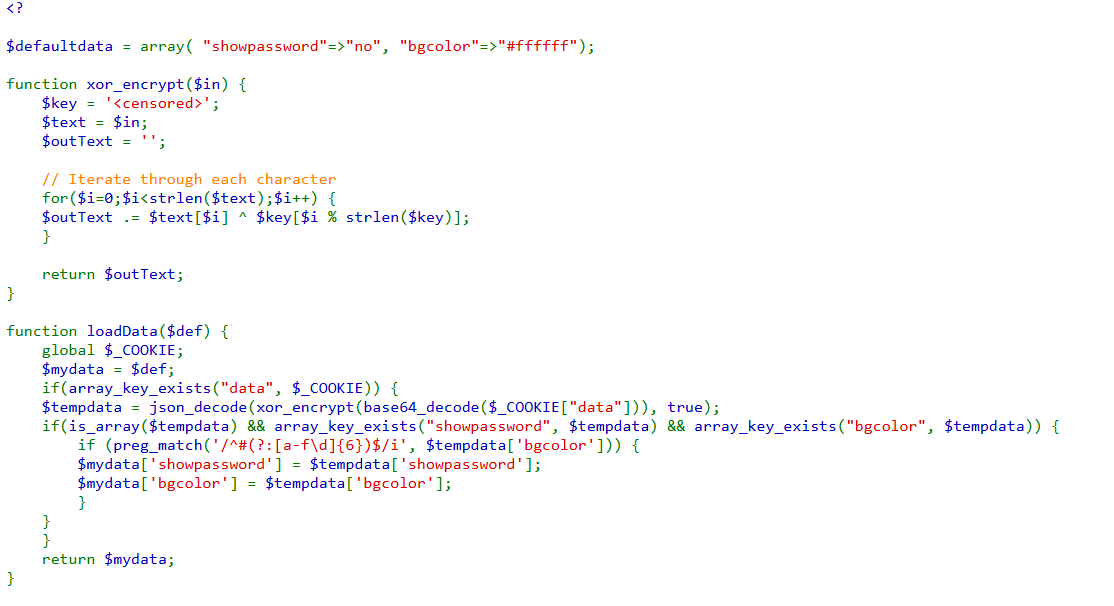 <?
$defaultdata = array( "showpassword"=>"no", "bgcolor"=>"#ffffff");
function xor_encrypt($in) {
$key = '<censored>';
$text = $in;
$outText = '';
// Iterate through each character
for($i=0;$i<strlen($text);$i++) {
$outText .= $text[$i] ^ $key[$i % strlen($key)];
}
return $outText;
}
function loadData($def) {
global $_COOKIE;
$mydata = $def;
if(array_key_exists("data", $_COOKIE)) {
$tempdata = json_decode(xor_encrypt(base64_decode($_COOKIE["data"])), true);
if(is_array($tempdata) && array_key_exists("showpassword", $tempdata) && array_key_exists("bgcolor", $tempdata)) {
if (preg_match('/^#(?:[a-f\d]{6})$/i', $tempdata['bgcolor'])) {
$mydata['showpassword'] = $tempdata['showpassword'];
$mydata['bgcolor'] = $tempdata['bgcolor'];
}
}
}
return $mydata;
}